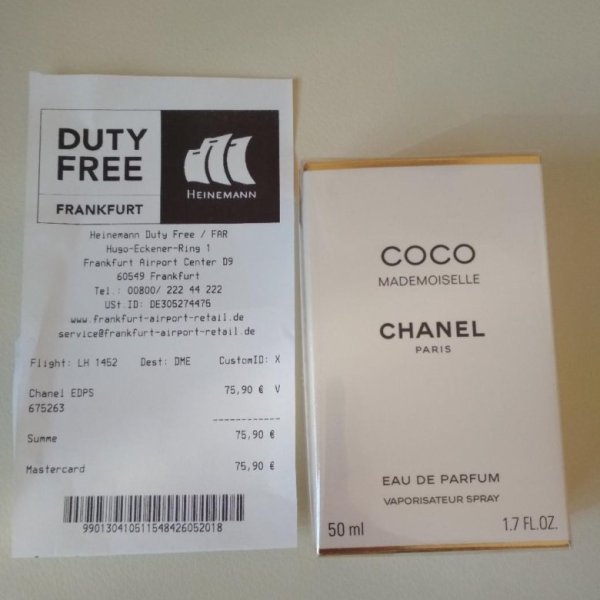 DUTY
FREE
FRANKFURT
HEINEMANN
Heinemann Duty Free / FAR
Hugo-Eckener-Ring 1
Frankfurt Airport Center D9
60549 Frankfurt
Tel.: 00800/ 222 44 222
USt.ID: DE305274476
www.frankfurt-airport-retail.de
service@frankfurt-airport-retail.de
Flight: LH 1452 Dest: DME CustomID: X
Chanel EDPS 75,90 € V
675263
Summe 75,90 €
Mastercard 75,90 €
990130410511548426052018
COCO
MADEMOISELLE
CHANEL
PARIS
EAU DE PARFUM
VAPORISATEUR SPRAY
50 ml 1.7 FL.OZ.